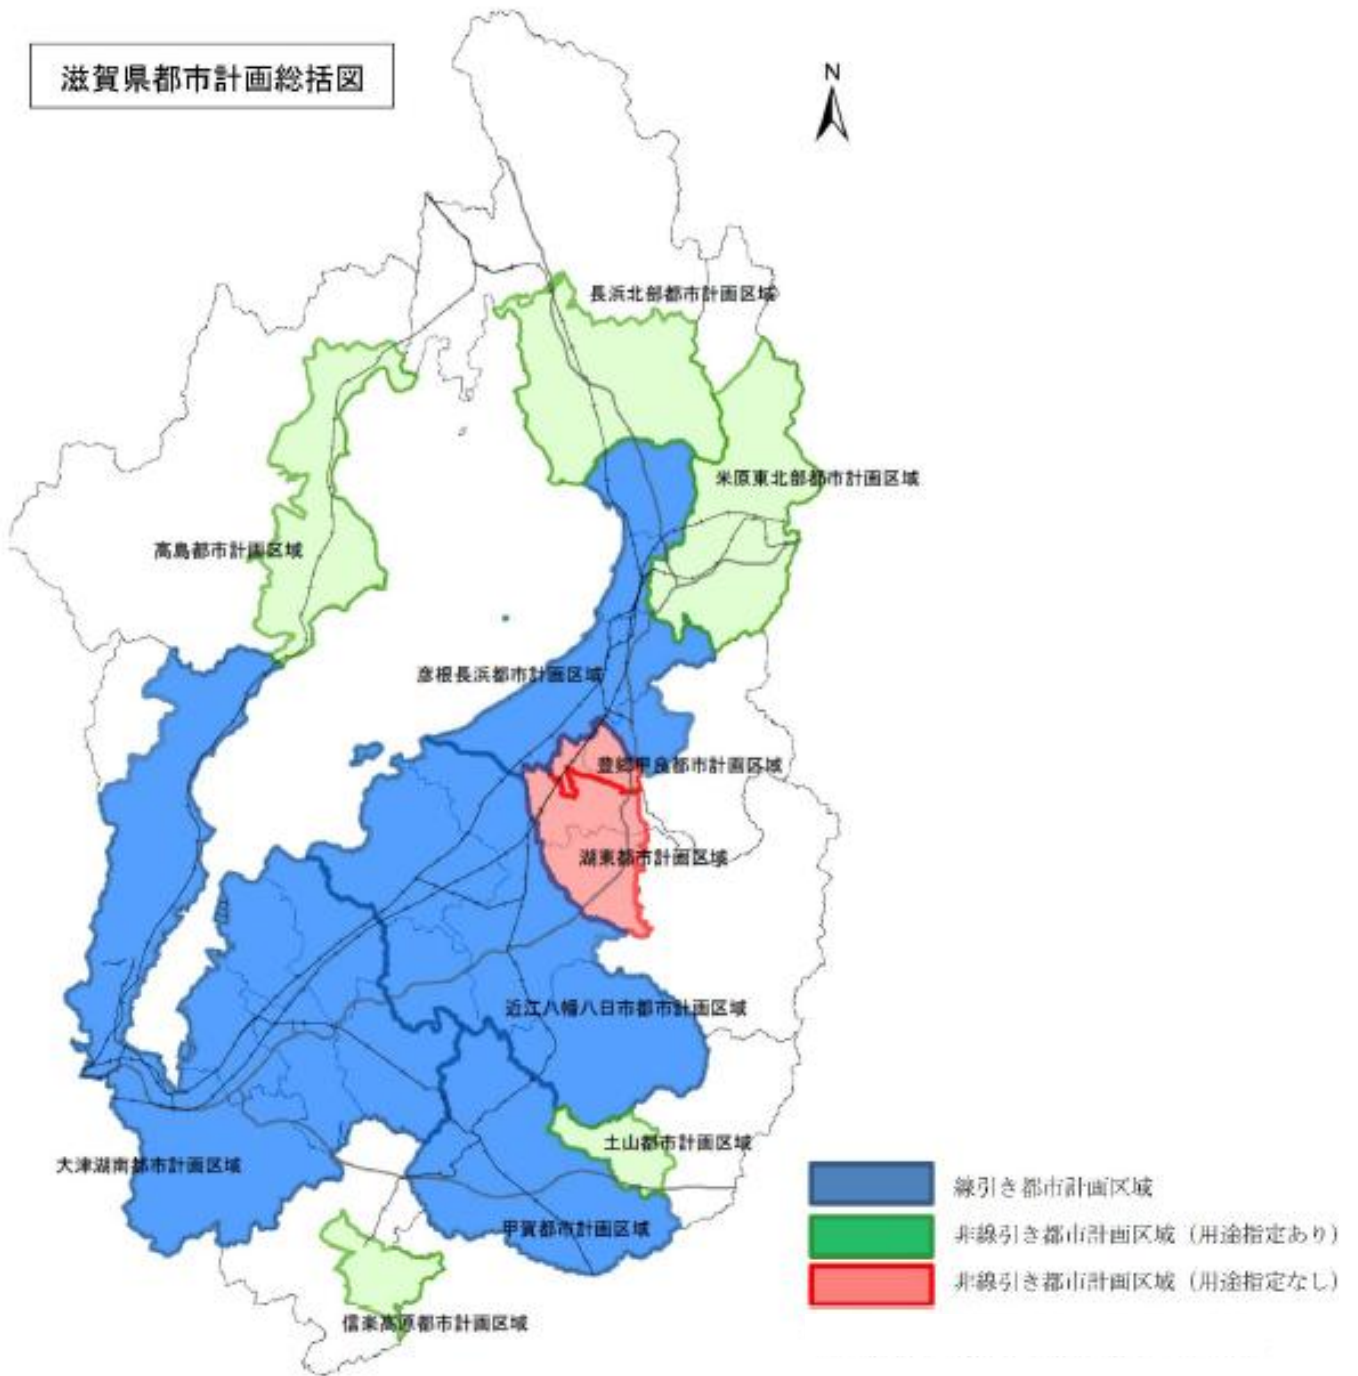 滋賀県都市計画総括図
N
長浜北部都市計画区域
米原東北部都市計画区域
高島都市計画区域
彦根長浜都市計画区域
豊郷甲良都市計画区域
湖東都市計画区域
近江八幡八日市都市計画区域
土山都市計画区域
大津湖南都市計画区域
甲賀都市計画区域
信楽高原都市計画区域
線引き都市計画区域
非線引き都市計画区域（用途指定あり）
非線引き都市計画区域（用途指定なし）